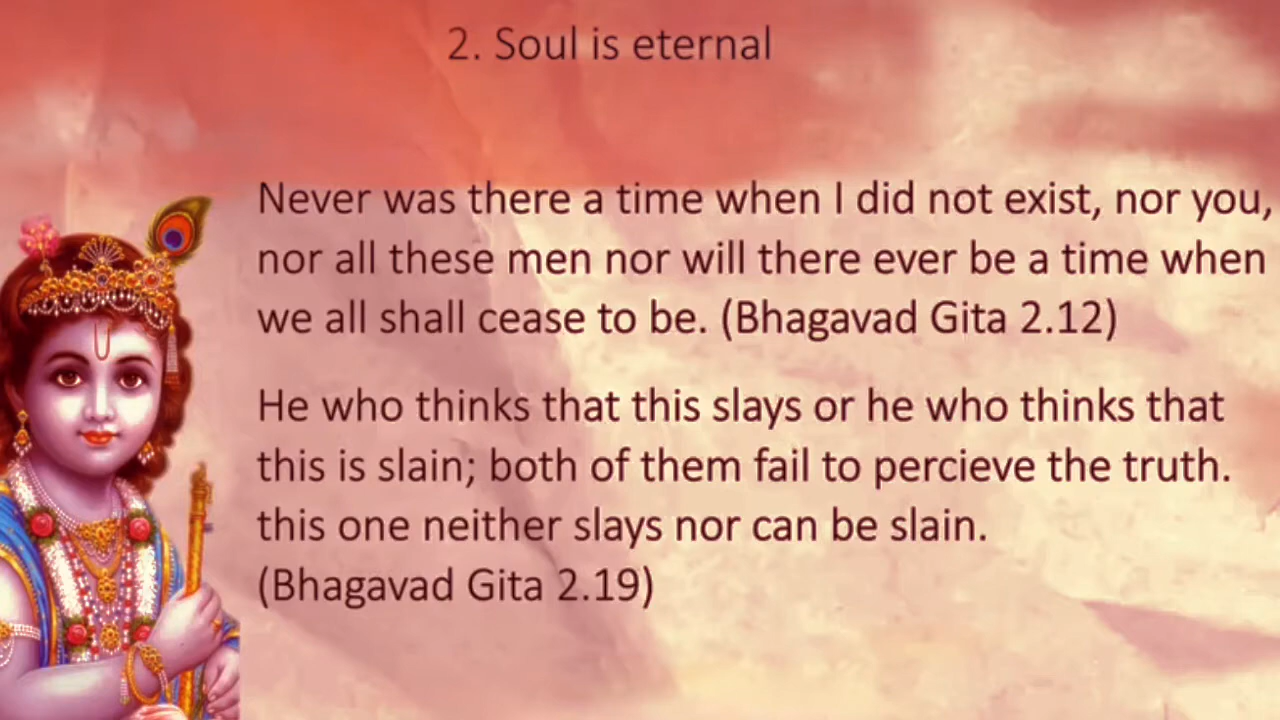 2. Soul is eternal
Never was there a time when I did not exist, nor you,
nor all these men nor will there ever be a time when
we all shall cease to be. (Bhagavad Gita 2.12)
He who thinks that this slays or he who thinks that
this is slain; both of them fail to percieve the truth.
this one neither slays nor can be slain.
(Bhagavad Gita 2.19)